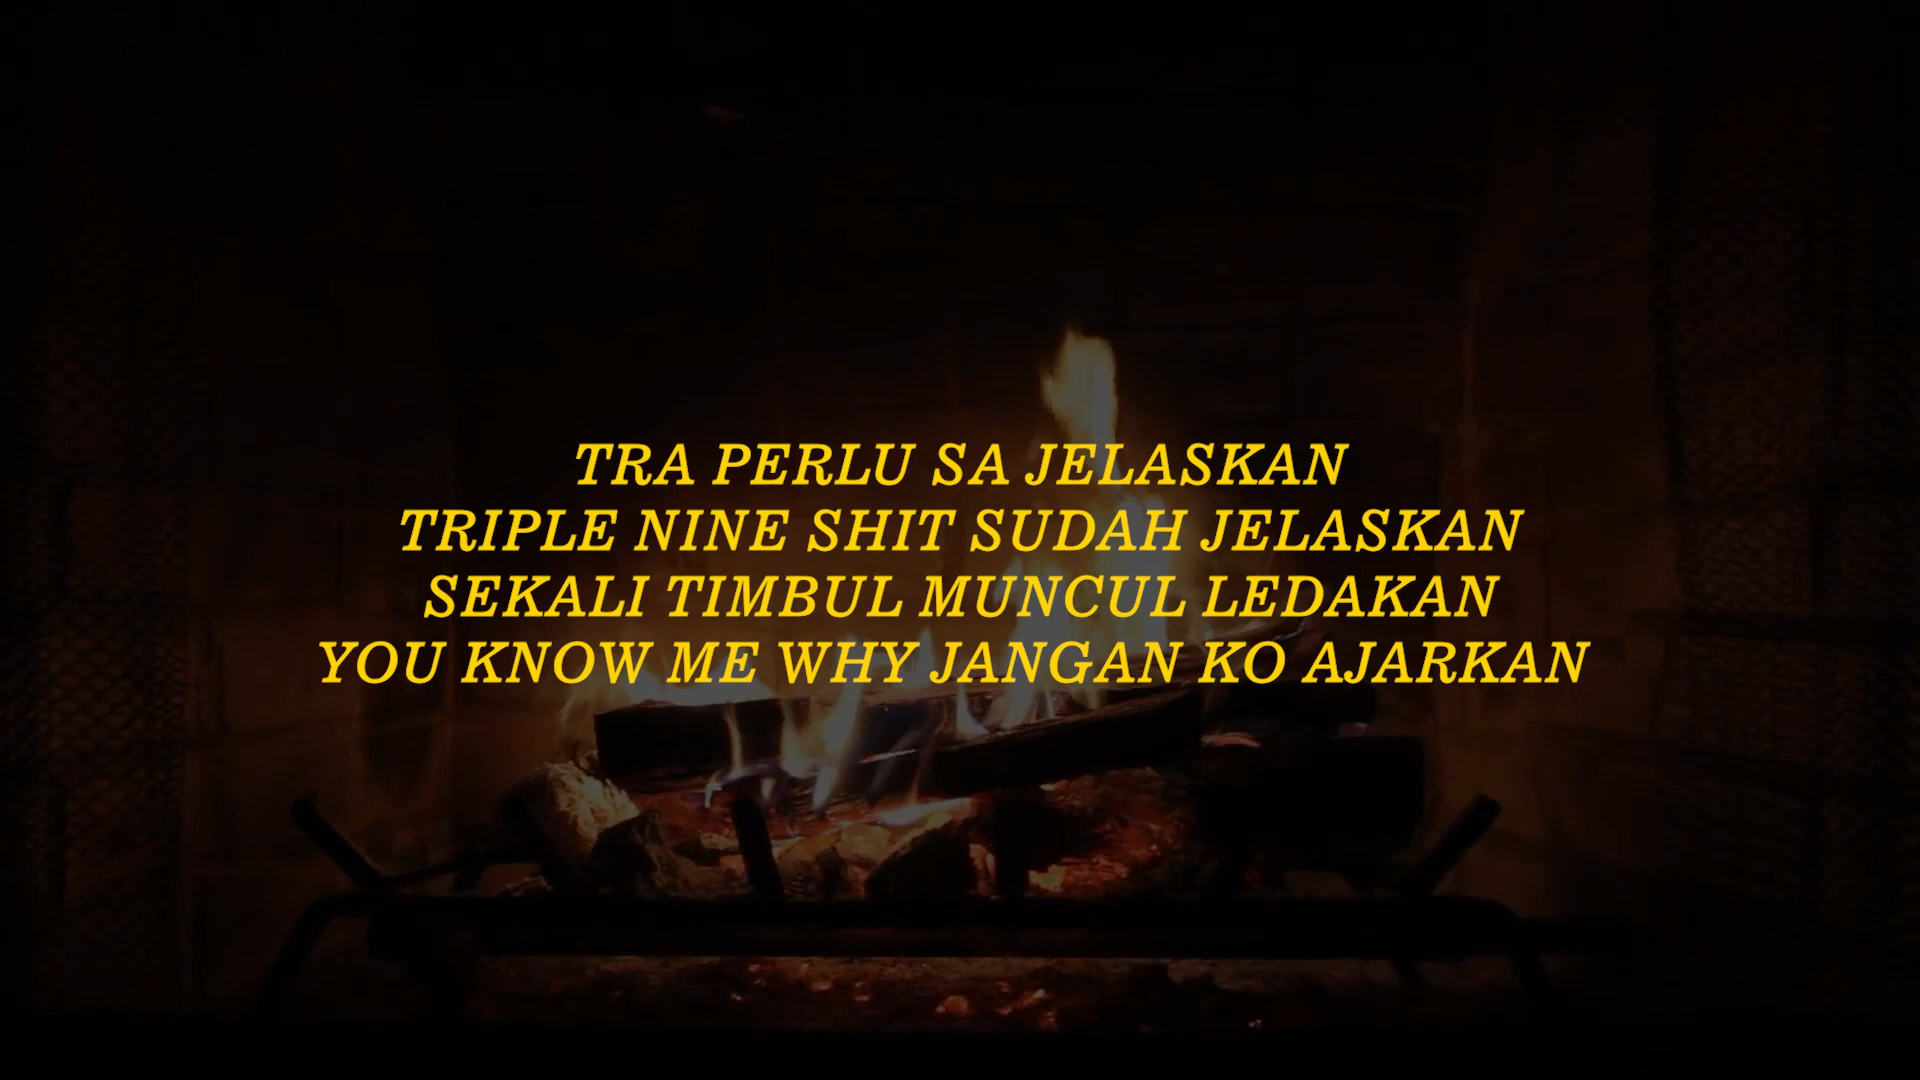 TRA PERLU SA JELASKAN
TRIPLE NINE SHIT SUDAH JELASKAN
SEKALI TIMBUL MUNCUL LEDAKAN
YOU KNOW ME WHY JANGAN KO AJARKAN